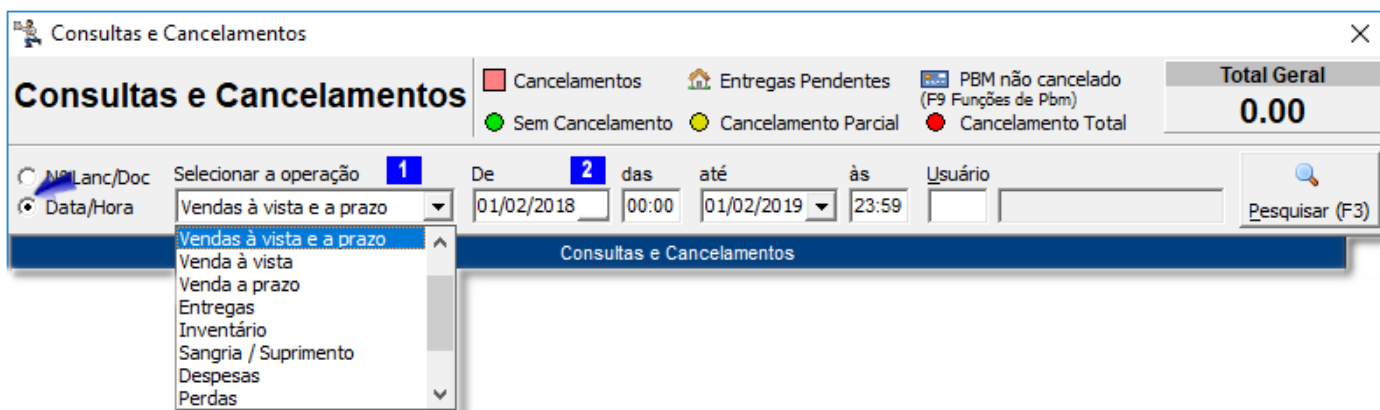 Consultas e Cancelamentos
Consultas e Cancelamentos
Cancelamentos
Entregas Pendentes
PBM não cancelado
(F9 Funções de Pbm)
Sem Cancelamento
Cancelamento Parcial
Cancelamento Total
Total Geral
0.00
Lanc/Doc
Data/Hora
Selecionar a operação 1
Vendas à vista e a prazo
De 2 das até às Usuário
01/02/2018 00:00 01/02/2019 23:59
Pesquisar (F3)
Consultas e Cancelamentos
Vendas à vista e a prazo
Venda à vista
Venda a prazo
Entregas
Inventário
Sangria / Suprimento
Despesas
Perdas